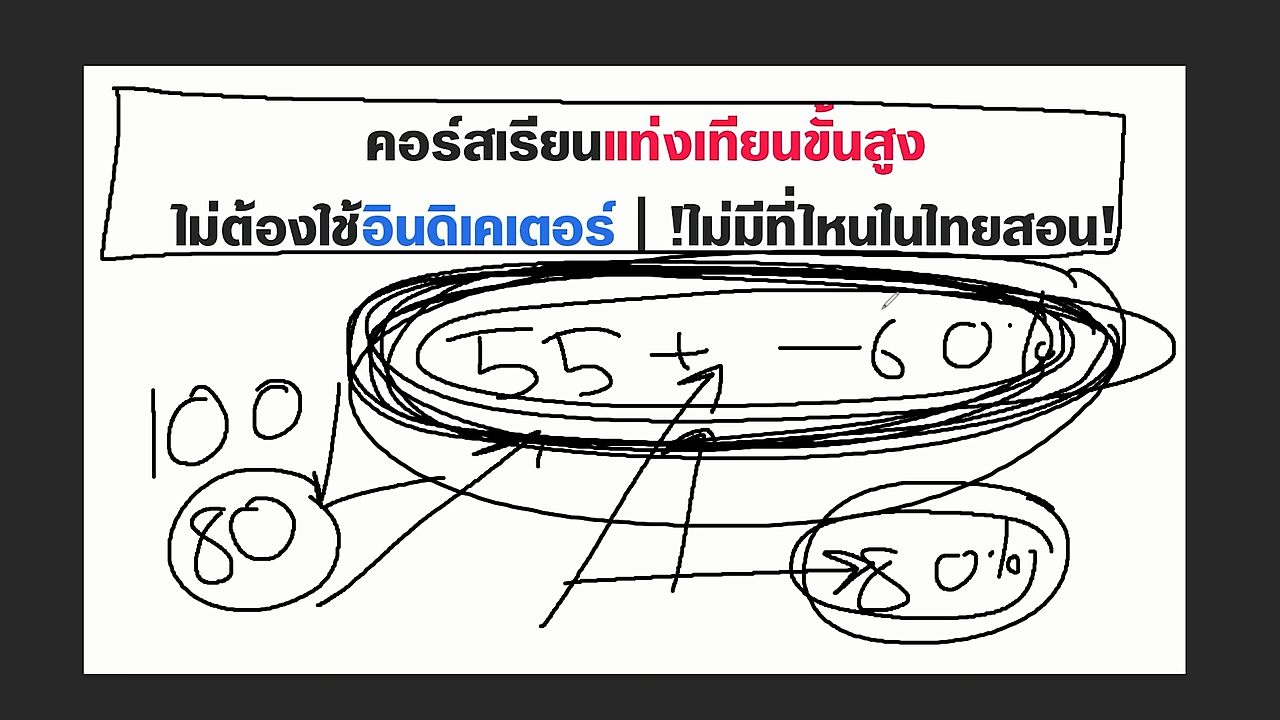 คอร์สเรียนแท่งเทียนขั้นสูง
ไม่ต้องใช้อินดิเคเตอร์ | !ไม่มีที่ไหนในไทยสอน!
55 + — 60%
100
80
80%